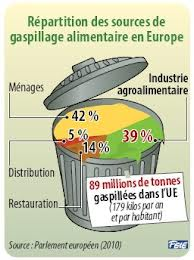 Répartition des sources de
gaspillage alimentaire en Europe
Ménages
Industrie
agroalimentaire
42 %
5 %
39 %
14 %
Distribution
Restauration
89 millions de tonnes
gaspillées dans l'UE
(179 kilos par an
et par habitant)
Source : Parlement européen (2010)